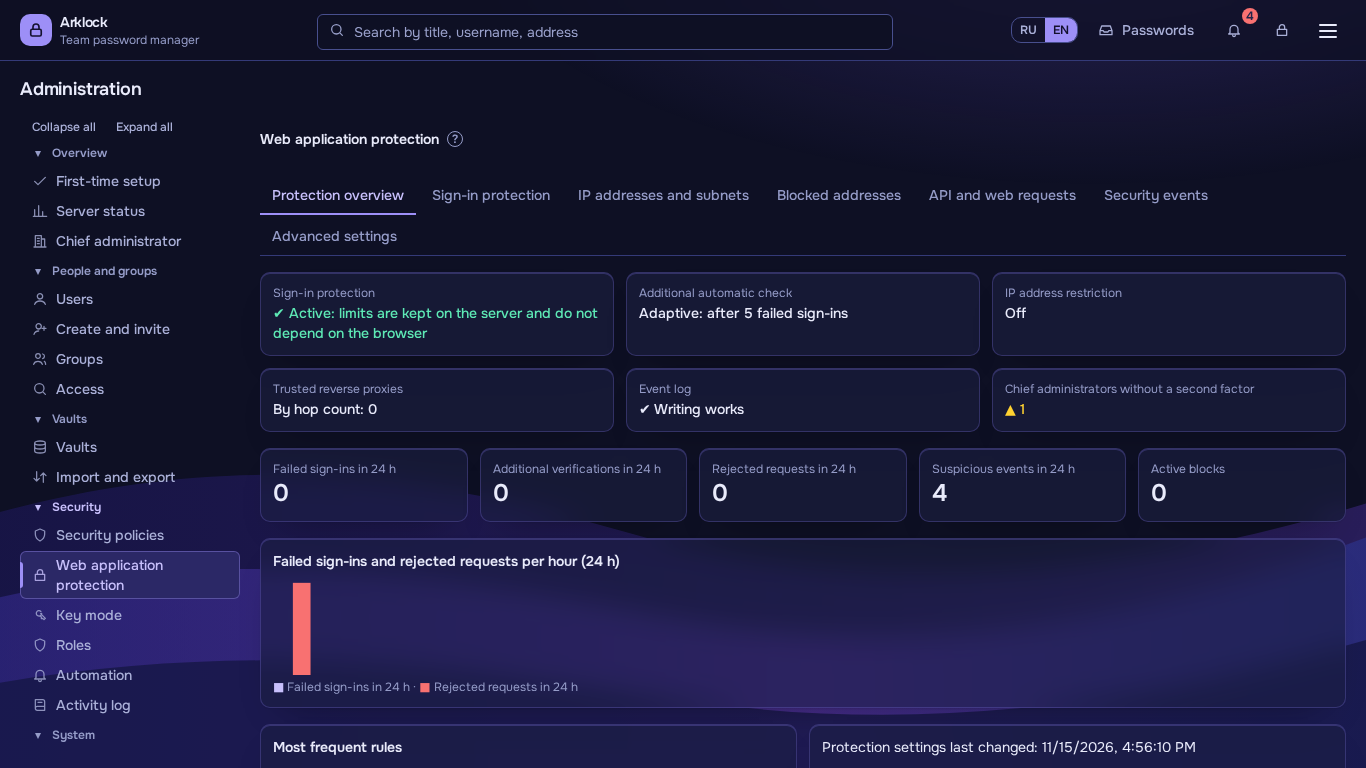 Arklock
Team password manager
Search by title, username, address
RU
EN
Passwords
4
Administration
Collapse all
Expand all
Overview
First-time setup
Server status
Chief administrator
People and groups
Users
Create and invite
Groups
Access
Vaults
Vaults
Import and export
Security
Security policies
Web application
protection
Key mode
Roles
Automation
Activity log
System
Web application protection ?
Protection overview
Sign-in protection
IP addresses and subnets
Blocked addresses
API and web requests
Security events
Advanced settings
Sign-in protection
✔ Active: limits are kept on the server and do not
depend on the browser
Additional automatic check
Adaptive: after 5 failed sign-ins
IP address restriction
Off
Trusted reverse proxies
By hop count: 0
Event log
✔ Writing works
Chief administrators without a second factor
▲ 1
Failed sign-ins in 24 h
0
Additional verifications in 24 h
0
Rejected requests in 24 h
0
Suspicious events in 24 h
4
Active blocks
0
Failed sign-ins and rejected requests per hour (24 h)
Failed sign-ins in 24 h · Rejected requests in 24 h
Most frequent rules
Protection settings last changed: 11/15/2026, 4:56:10 PM